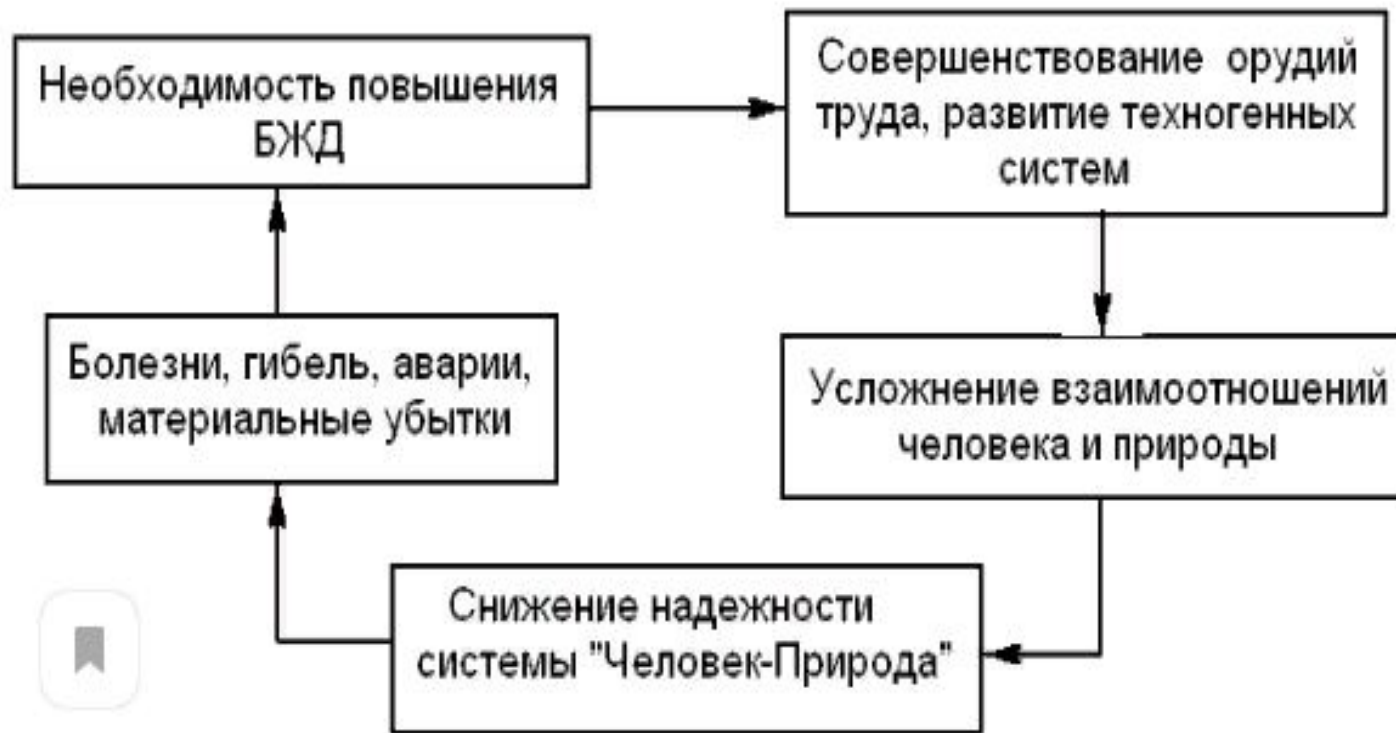 Необходимость повышения
БЖД
Совершенствование орудий
труда, развитие техногенных
систем
Усложнение взаимоотношений
человека и природы
Снижение надежности
системы "Человек-Природа"
Болезни, гибель, аварии,
материальные убытки